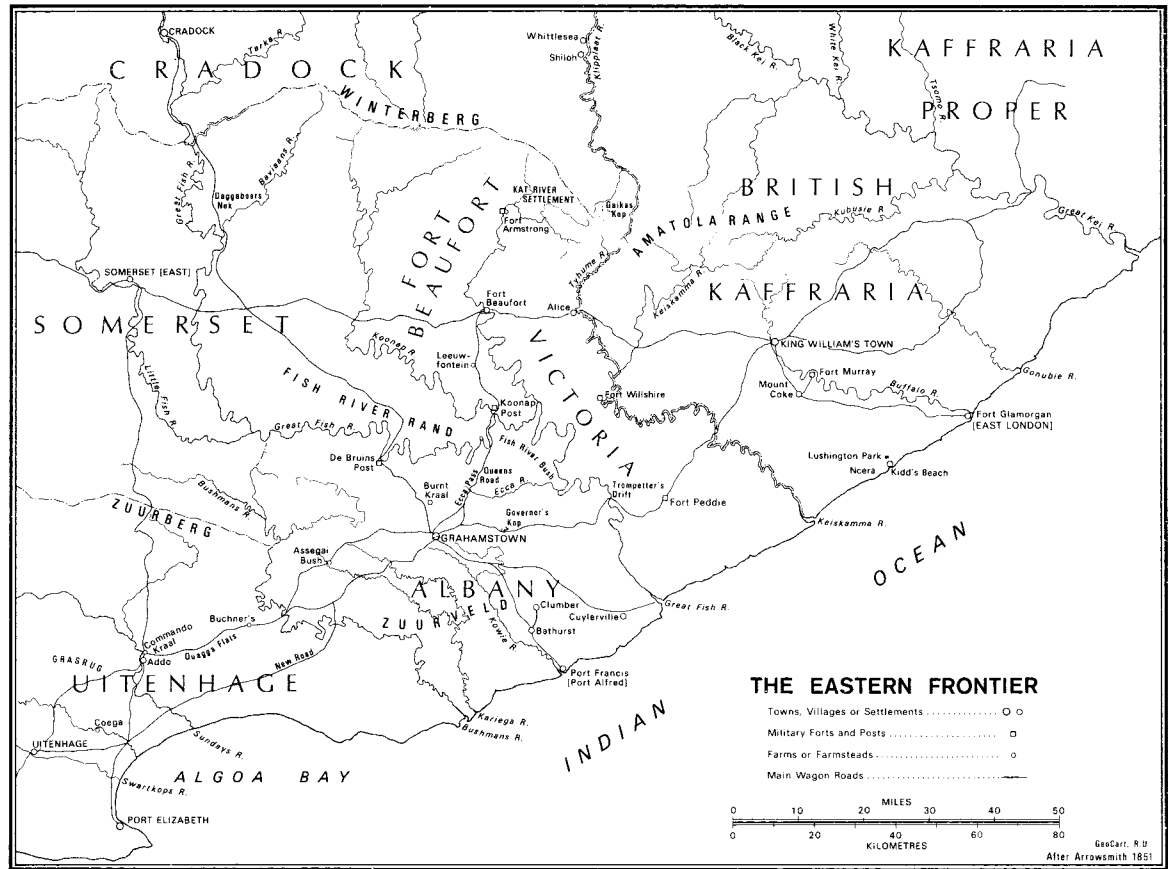 CRADOCK
Tarka R.
CRADOCK
WINTERBERG
Whittlesea
Shiloh
Klipplaat R.
Black Kei R.
White Kei R.
Tsomo R.
KAFFRARIA
PROPER
Great Fish R.
Baviaans R.
Daggaboers
Nek
KAT RIVER
SETTLEMENT
Fort
Armstrong
Gaikas
Kop
AMATOLA RANGE
BRITISH
Kubusie R.
Great Kei R.
SOMERSET [EAST]
SOMERSET
FORT
BEAUFORT
Fort
Beaufort
Tyhume R.
Alice
Keiskamma R.
KAFFRARIA
Koonap R.
Leeuw-
fontein
VICTORIA
KING WILLIAM'S TOWN
Fort Murray
Mount
Coke
Buffalo R.
Gonubie R.
Fort Glamorgan
[EAST LONDON]
Little Fish R.
FISH RIVER RAND
Koonap
Post
Fort Willshire
Great Fish R.
De Bruins
Post
Fish River Bush
Queens
Road
Ecca Pass
Ecca R.
Trompetter's
Drift
Fort Peddie
Lushington Park
Ncera
Kidd's Beach
Burnt
Kraal
Bushmans R.
ZUURBERG
Governor's
Kop
GRAHAMSTOWN
Keiskamma R.
Assegai
Bush
ALBANY
ZUURVELD
Clumber
Cuylerville
Great Fish R.
Bathurst
Kowie R.
Buchner's
Commando
Kraal
Addo
Quagga Flats
New Road
GRASRUG
UITENHAGE
Port Francis
[Port Alfred]
Kariega R.
Bushmans R.
Coega
UITENHAGE
Sundays R.
Swartkops R.
ALGOA BAY
PORT ELIZABETH
INDIAN
OCEAN
THE EASTERN FRONTIER
Towns, Villages or Settlements
Military Forts and Posts
Farms or Farmsteads
Main Wagon Roads
MILES
0 10 20 30 40 50
0 20 40 60 80
KILOMETRES
GeoCart, R.U
After Arrowsmith 1851